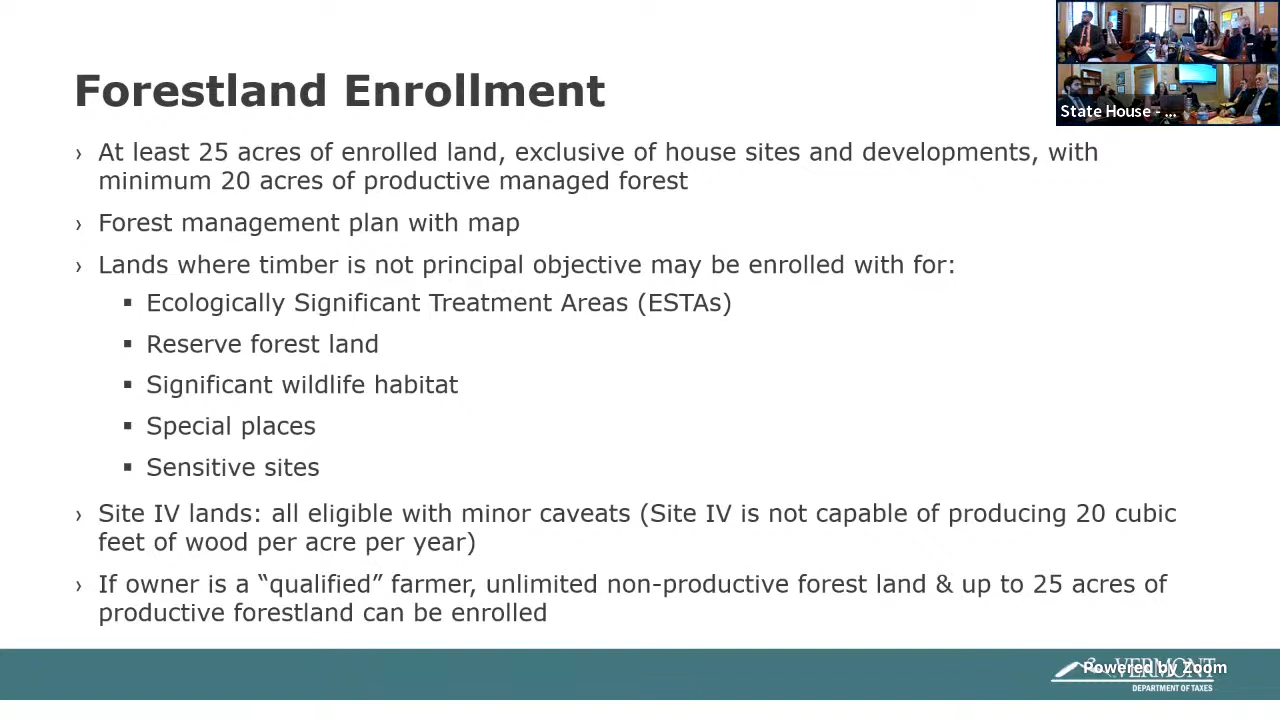 State House - ...
Forestland Enrollment
› At least 25 acres of enrolled land, exclusive of house sites and developments, with
minimum 20 acres of productive managed forest
› Forest management plan with map
› Lands where timber is not principal objective may be enrolled with for:
▪ Ecologically Significant Treatment Areas (ESTAs)
▪ Reserve forest land
▪ Significant wildlife habitat
▪ Special places
▪ Sensitive sites
› Site IV lands: all eligible with minor caveats (Site IV is not capable of producing 20 cubic
feet of wood per acre per year)
› If owner is a “qualified” farmer, unlimited non-productive forest land & up to 25 acres of
productive forestland can be enrolled
Powered by Zoom
VERMONT
DEPARTMENT OF TAXES